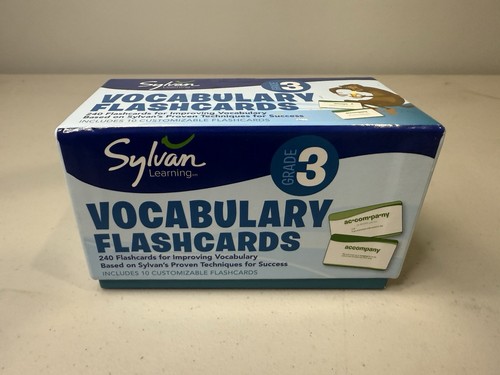 Sylvan
GRADE 3
VOCABULARY
FLASHCARDS
240 Flashcards for Improving Vocabulary
Based on Sylvan's Proven Techniques for Success
INCLUDES 10 CUSTOMIZABLE FLASHCARDS
Sylvan
Learning
GRADE 3
VOCABULARY
FLASHCARDS
240 Flashcards for Improving Vocabulary
Based on Sylvan's Proven Techniques for Success
INCLUDES 10 CUSTOMIZABLE FLASHCARDS
ac•com•pa•ny
accompany